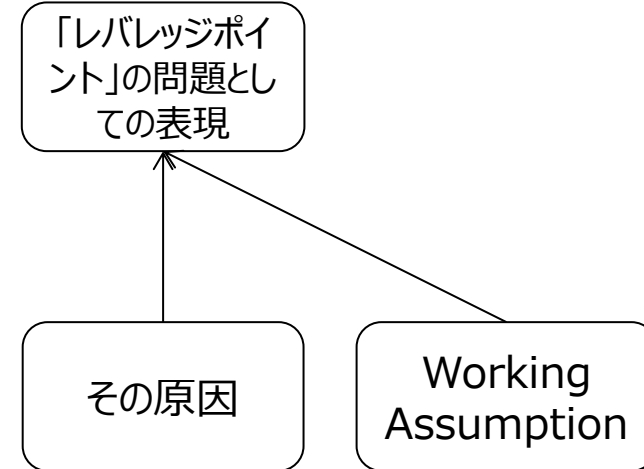 「レバレッジポイ
ント」の問題とし
ての表現
その原因
Working
Assumption